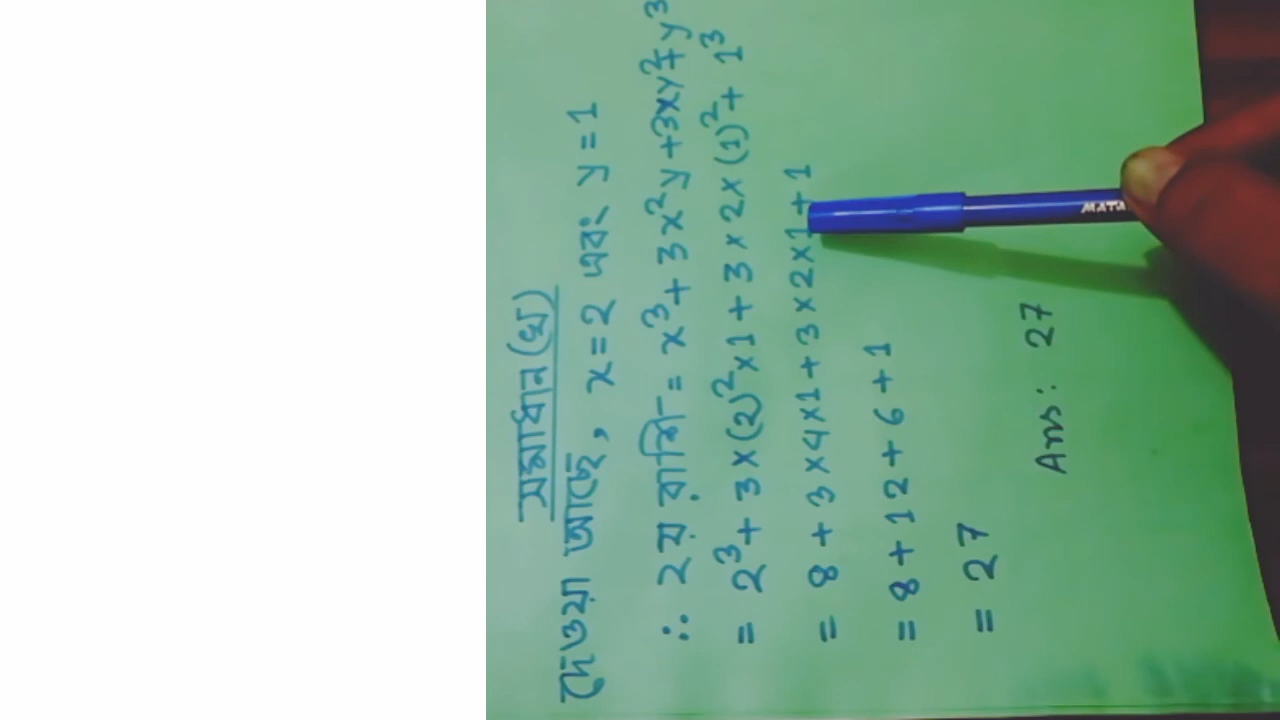 সমাধান (খ)
দেওয়া আছে, x = 2 এবং y = 1
∴ 2য় রাশি = x³ + 3x²y + 3xy² + y³
= 2³ + 3 × (2)² × 1 + 3 × 2 × (1)² + 1³
= 8 + 3 × 4 × 1 + 3 × 2 × 1 + 1
= 8 + 12 + 6 + 1
= 27
Ans: 27